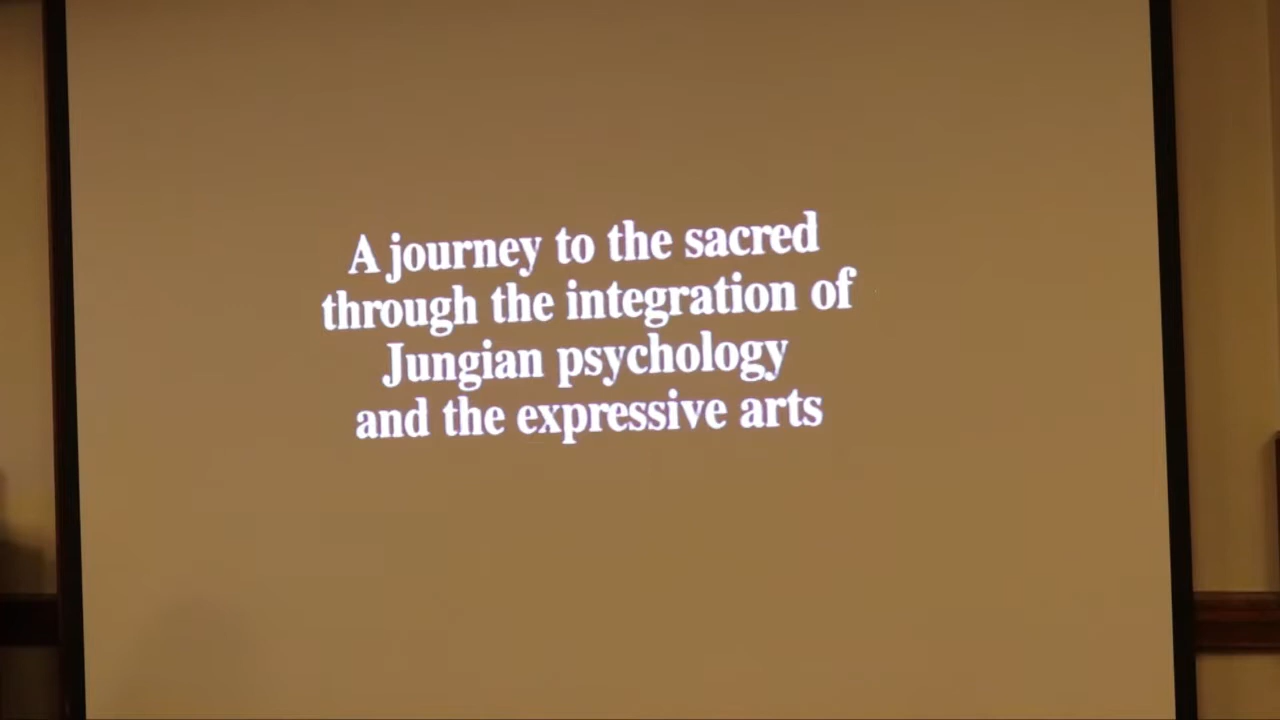 A journey to the sacred
through the integration of
Jungian psychology
and the expressive arts